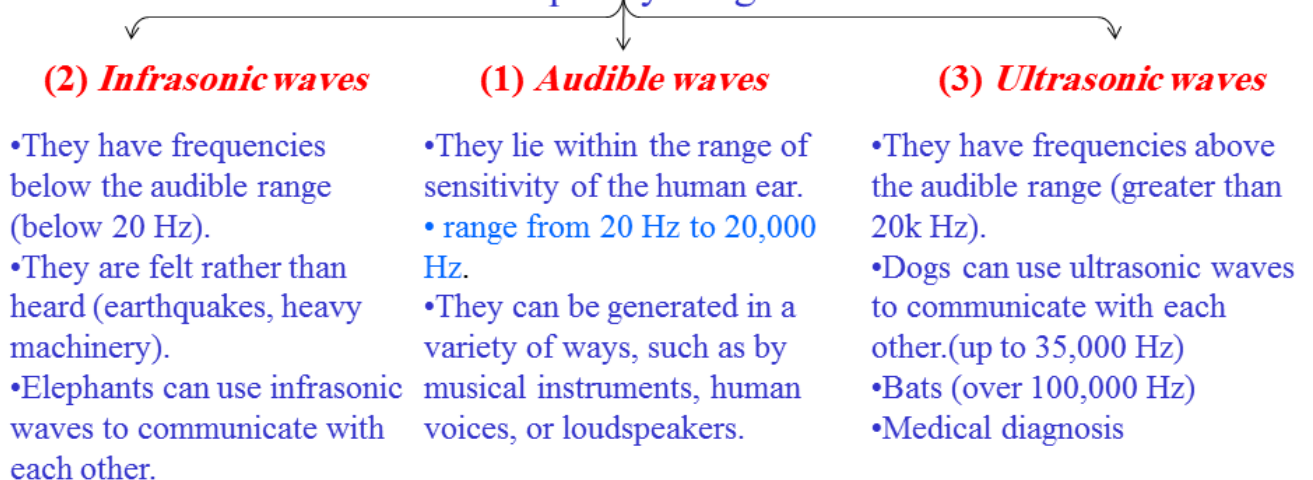 (2) Infrasonic waves
•They have frequencies
below the audible range
(below 20 Hz).
•They are felt rather than
heard (earthquakes, heavy
machinery).
•Elephants can use infrasonic
waves to communicate with
each other.
(1) Audible waves
•They lie within the range of
sensitivity of the human ear.
• range from 20 Hz to 20,000
Hz.
•They can be generated in a
variety of ways, such as by
musical instruments, human
voices, or loudspeakers.
(3) Ultrasonic waves
•They have frequencies above
the audible range (greater than
20k Hz).
•Dogs can use ultrasonic waves
to communicate with each
other.(up to 35,000 Hz)
•Bats (over 100,000 Hz)
•Medical diagnosis